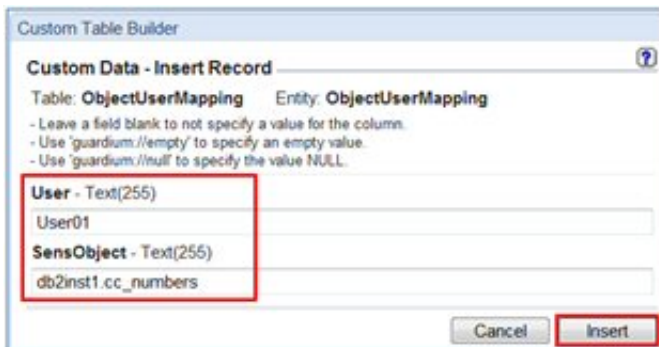 Custom Table Builder
?
Custom Data - Insert Record
Table: ObjectUserMapping Entity: ObjectUserMapping
- Leave a field blank to not specify a value for the column.
- Use 'guardium://empty' to specify an empty value.
- Use 'guardium://null' to specify the value NULL.
User - Text(255)
User01
SensObject - Text(255)
db2inst1.cc_numbers
Cancel Insert